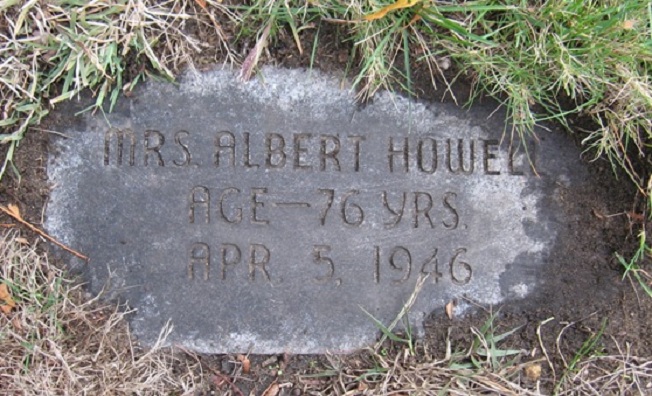 MRS. ALBERT HOWELL
AGE—76 YRS.
APR. 5, 1946